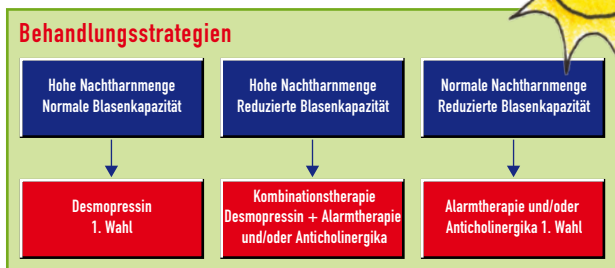 Behandlungsstrategien
Hohe Nachtharnmenge
Normale Blasenkapazität
Hohe Nachtharnmenge
Reduzierte Blasenkapazität
Normale Nachtharnmenge
Reduzierte Blasenkapazität
Desmopressin
1. Wahl
Kombinationstherapie
Desmopressin + Alarmtherapie
und/oder Anticholinergika
Alarmtherapie und/oder
Anticholinergika 1. Wahl